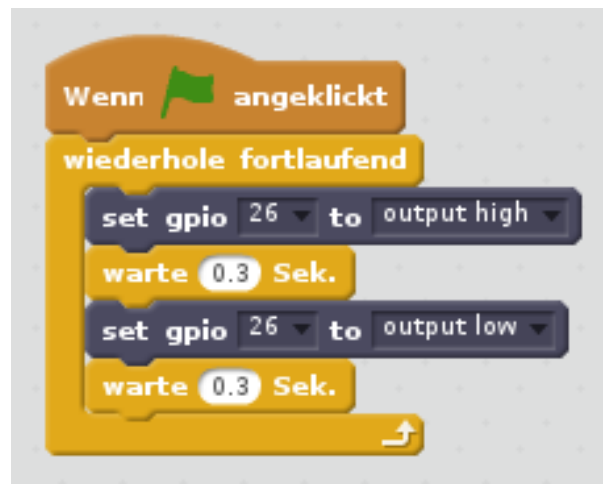 Wenn angeklickt
wiederhole fortlaufend
set gpio 26 to output high
warte 0.3 Sek.
set gpio 26 to output low
warte 0.3 Sek.